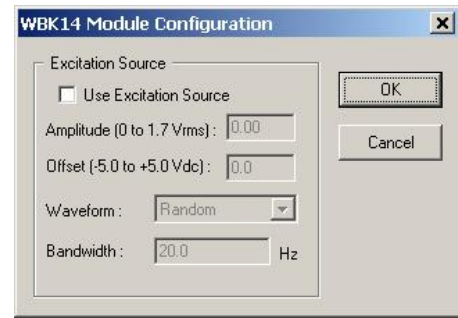 WBK14 Module Configuration
Excitation Source
Use Excitation Source
Amplitude (0 to 1.7 Vrms) : 0.00
Offset (-5.0 to +5.0 Vdc) : 0.0
Waveform : Random
Bandwidth : 20.0 Hz
OK
Cancel